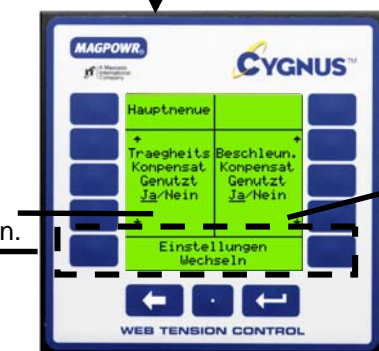 MAGPOWR®
A Maxcess
International
Company
CYGNUS™
Hauptmenue
Traegheits
Konpensat
Genutzt
Ja/Nein
Beschleun.
Konpensat
Genutzt
Ja/Nein
n.
Einstellungen
Wechseln
WEB TENSION CONTROL